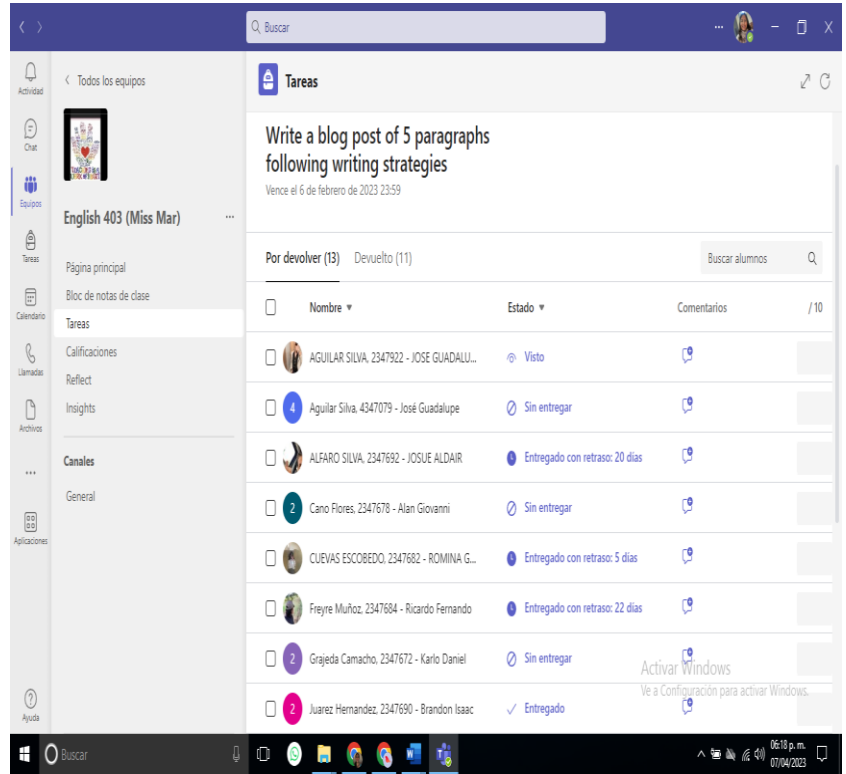 Buscar
Actividad
Chat
Equipos
Tareas
Calendario
Llamadas
Archivos
Aplicaciones
Ayuda
Todos los equipos
English 403 (Miss Mar)
Página principal
Bloc de notas de clase
Tareas
Calificaciones
Reflect
Insights
Canales
General
Tareas
Write a blog post of 5 paragraphs
following writing strategies
Vence el 6 de febrero de 2023 23:59
Por devolver (13) Devuelto (11) Buscar alumnos
Nombre Estado Comentarios / 10
AGUILAR SILVA, 2347922 - JOSE GUADALU... Visto
4 Aguilar Silva, 4347079 - José Guadalupe Sin entregar
ALFARO SILVA, 2347692 - JOSUE ALDAIR Entregado con retraso: 20 días
2 Cano Flores, 2347678 - Alan Giovanni Sin entregar
CUEVAS ESCOBEDO, 2347682 - ROMINA G... Entregado con retraso: 5 días
Freyre Muñoz, 2347684 - Ricardo Fernando Entregado con retraso: 22 días
2 Grajeda Camacho, 2347672 - Karlo Daniel Sin entregar
2 Juarez Hernandez, 2347690 - Brandon Isaac Entregado
Activar Windows
Ve a Configuración para activar Windows.
Buscar
06:18 p. m.
07/04/2023